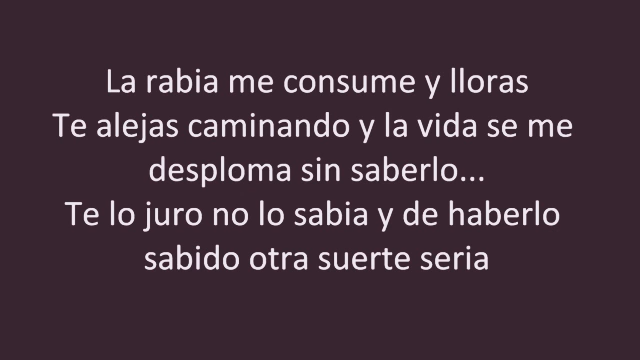 La rabia me consume y lloras
Te alejas caminando y la vida se me
desploma sin saberlo...
Te lo juro no lo sabia y de haberlo
sabido otra suerte seria